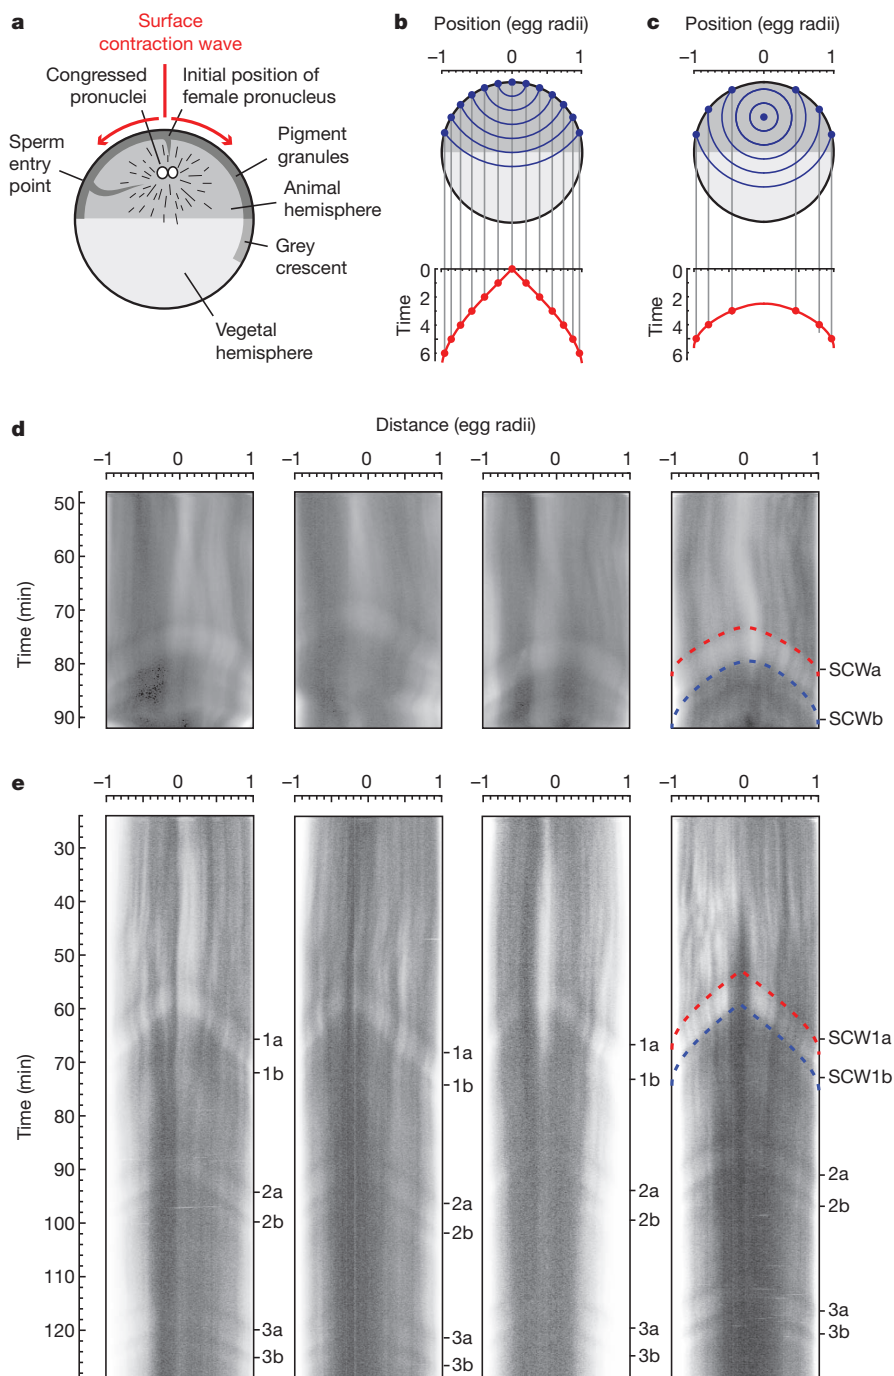 a
Surface
contraction wave
Congressed
pronuclei
Initial position of
female pronucleus
Sperm
entry
point
Pigment
granules
Animal
hemisphere
Grey
crescent
Vegetal
hemisphere
b
Position (egg radii)
−1 0 1
Time
0
2
4
6
c
Position (egg radii)
−1 0 1
Time
0
2
4
6
d
Distance (egg radii)
−1 0 1
−1 0 1
−1 0 1
−1 0 1
Time (min)
50
60
70
80
90
SCWa
SCWb
e
−1 0 1
−1 0 1
−1 0 1
−1 0 1
Time (min)
30
40
50
60
70
80
90
100
110
120
1a
1b
2a
2b
3a
3b
1a
1b
2a
2b
3a
3b
1a
1b
2a
2b
3a
3b
SCW1a
SCW1b
2a
2b
3a
3b